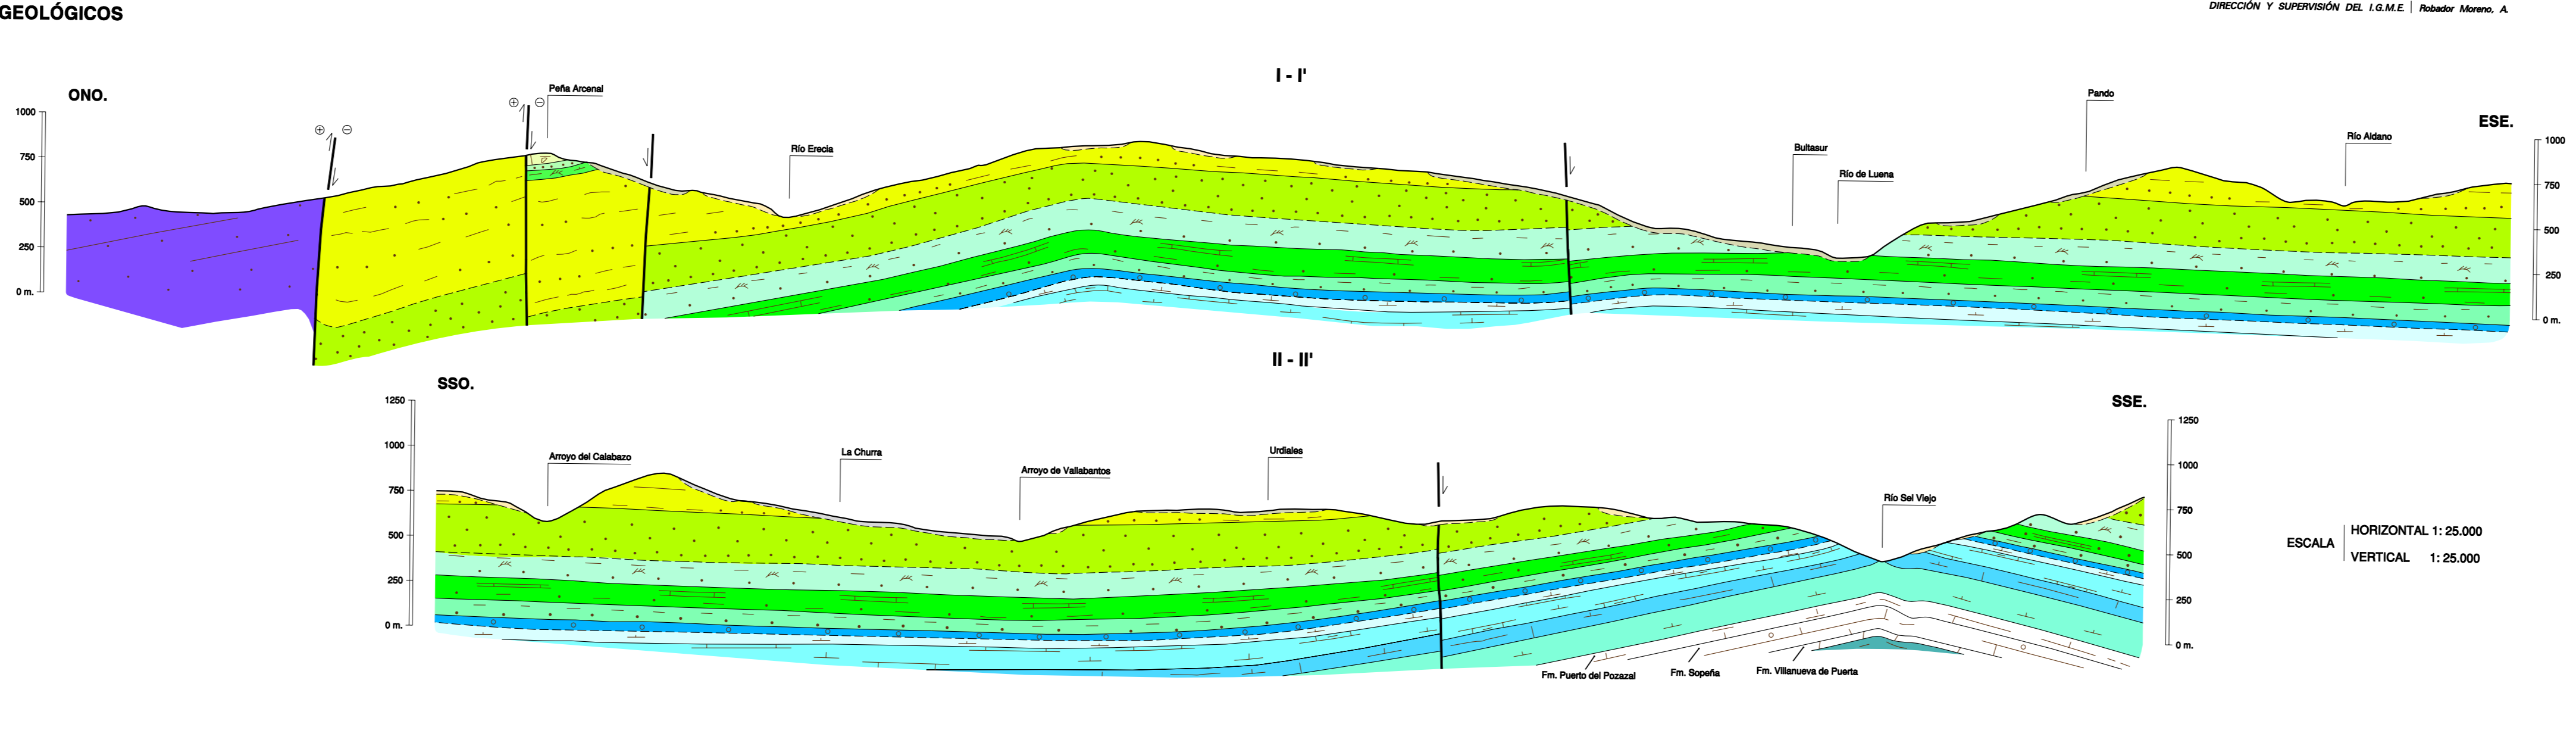 GEOLÓGICOS
DIRECCIÓN Y SUPERVISIÓN DEL I.G.M.E. Robador Moreno, A.
I - I'
ONO.
ESE.
Peña Arcenal
Río Erecia
Bultasur
Río de Luena
Pando
Río Aldano
1000
750
500
250
0 m.
1000
750
500
250
0 m.
II - II'
SSO.
SSE.
Arroyo del Calabazo
La Churra
Arroyo de Vallabantos
Urdiales
Río Sel Viejo
1250
1000
750
500
250
0 m.
1250
1000
750
500
250
0 m.
Fm. Puerto del Pozazal
Fm. Sopeña
Fm. Villanueva de Puerta
ESCALA
HORIZONTAL 1: 25.000
VERTICAL 1: 25.000